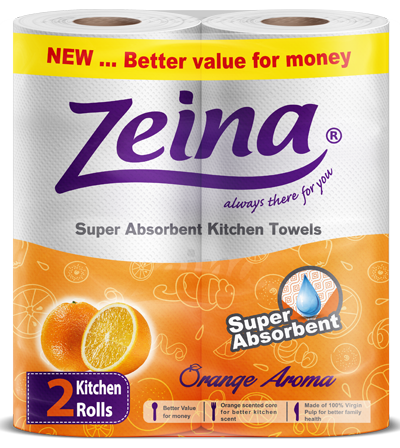 NEW ... Better value for money
Zeina®
always there for you
Super Absorbent Kitchen Towels
Super
Absorbent
Orange Aroma
2 Kitchen
Rolls
Better Value
for money
Orange scented core
for better kitchen
scent
Made of 100% Virgin
Pulp for better family
health